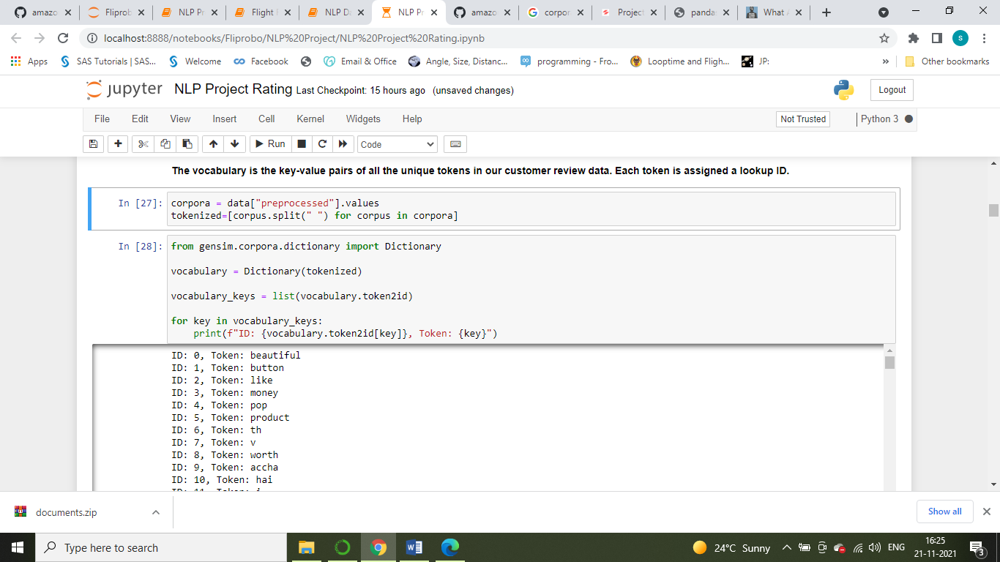 amazo
Fliprob
NLP Pr
Flight
NLP Da
NLP Pr
amazo
corpor
Project
panda
What
localhost:8888/notebooks/Fliprobo/NLP%20Project/NLP%20Project%20Rating.ipynb
S
Apps
SAS Tutorials | SAS...
Welcome
Facebook
Email & Office
Angle, Size, Distanc...
programming - Fro...
Looptime and Fligh...
JP:
»
Other bookmarks
jupyter NLP Project Rating Last Checkpoint: 15 hours ago (unsaved changes)
Logout
File Edit View Insert Cell Kernel Widgets Help
Not Trusted
Python 3
Run
Code
The vocabulary is the key-value pairs of all the unique tokens in our customer review data. Each token is assigned a lookup ID.
In [27]: corpora = data["preprocessed"].values
tokenized=[corpus.split(" ") for corpus in corpora]
In [28]: from gensim.corpora.dictionary import Dictionary
vocabulary = Dictionary(tokenized)
vocabulary_keys = list(vocabulary.token2id)
for key in vocabulary_keys:
print(f"ID: {vocabulary.token2id[key]}, Token: {key}")
ID: 0, Token: beautiful
ID: 1, Token: button
ID: 2, Token: like
ID: 3, Token: money
ID: 4, Token: pop
ID: 5, Token: product
ID: 6, Token: th
ID: 7, Token: v
ID: 8, Token: worth
ID: 9, Token: accha
ID: 10, Token: hai
documents.zip
Show all
Type here to search
24°C Sunny
ENG
16:25
21-11-2021
3